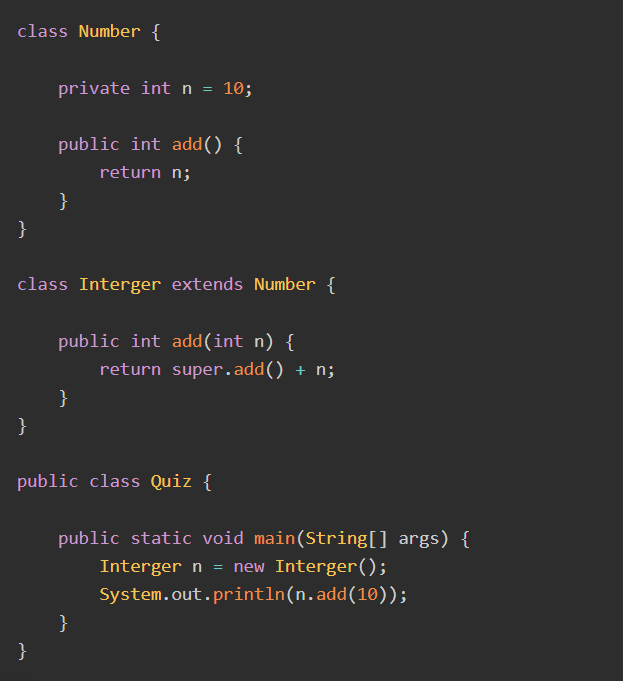 class Number {
    private int n = 10;
    public int add() {
        return n;
    }
}
class Interger extends Number {
    public int add(int n) {
        return super.add() + n;
    }
}
public class Quiz {
    public static void main(String[] args) {
        Interger n = new Interger();
        System.out.println(n.add(10));
    }
}